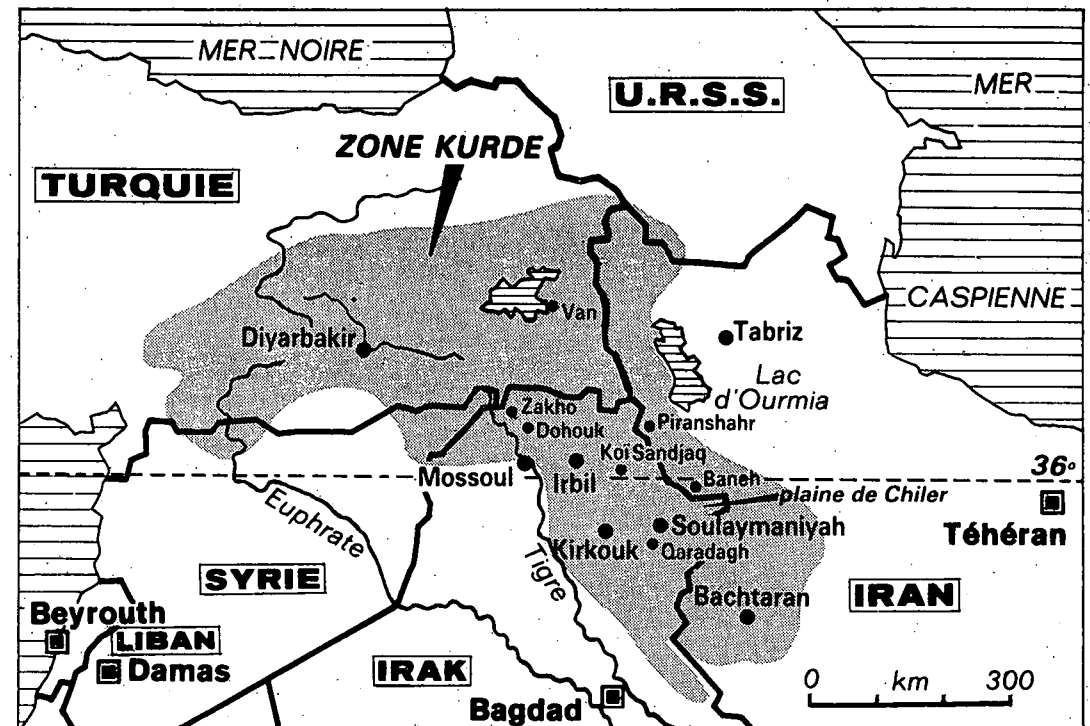 MER NOIRE
U.R.S.S.
MER
CASPIENNE
ZONE KURDE
TURQUIE
Van
Diyarbakir
Tabriz
Lac
d'Ourmia
Zakho
Dohouk
Piranshahr
Koï Sandjaq
Mossoul
Irbil
Baneh
36°
plaine de Chiler
Téhéran
Euphrate
Soulaymaniyah
Kirkouk
Qaradagh
Tigre
SYRIE
Bachtaran
IRAN
Beyrouth
LIBAN
Damas
IRAK
Bagdad
0 km 300